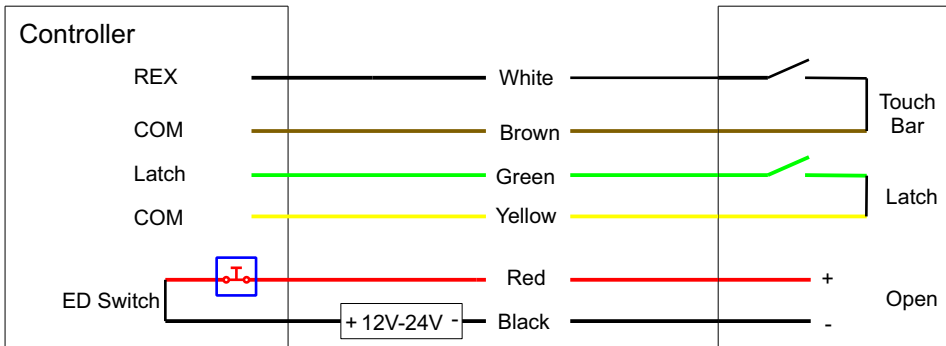 Controller
REX
White
Touch
Bar
COM
Brown
Latch
Green
Latch
COM
Yellow
Red
+
ED Switch
Open
+ 12V-24V -
Black
-